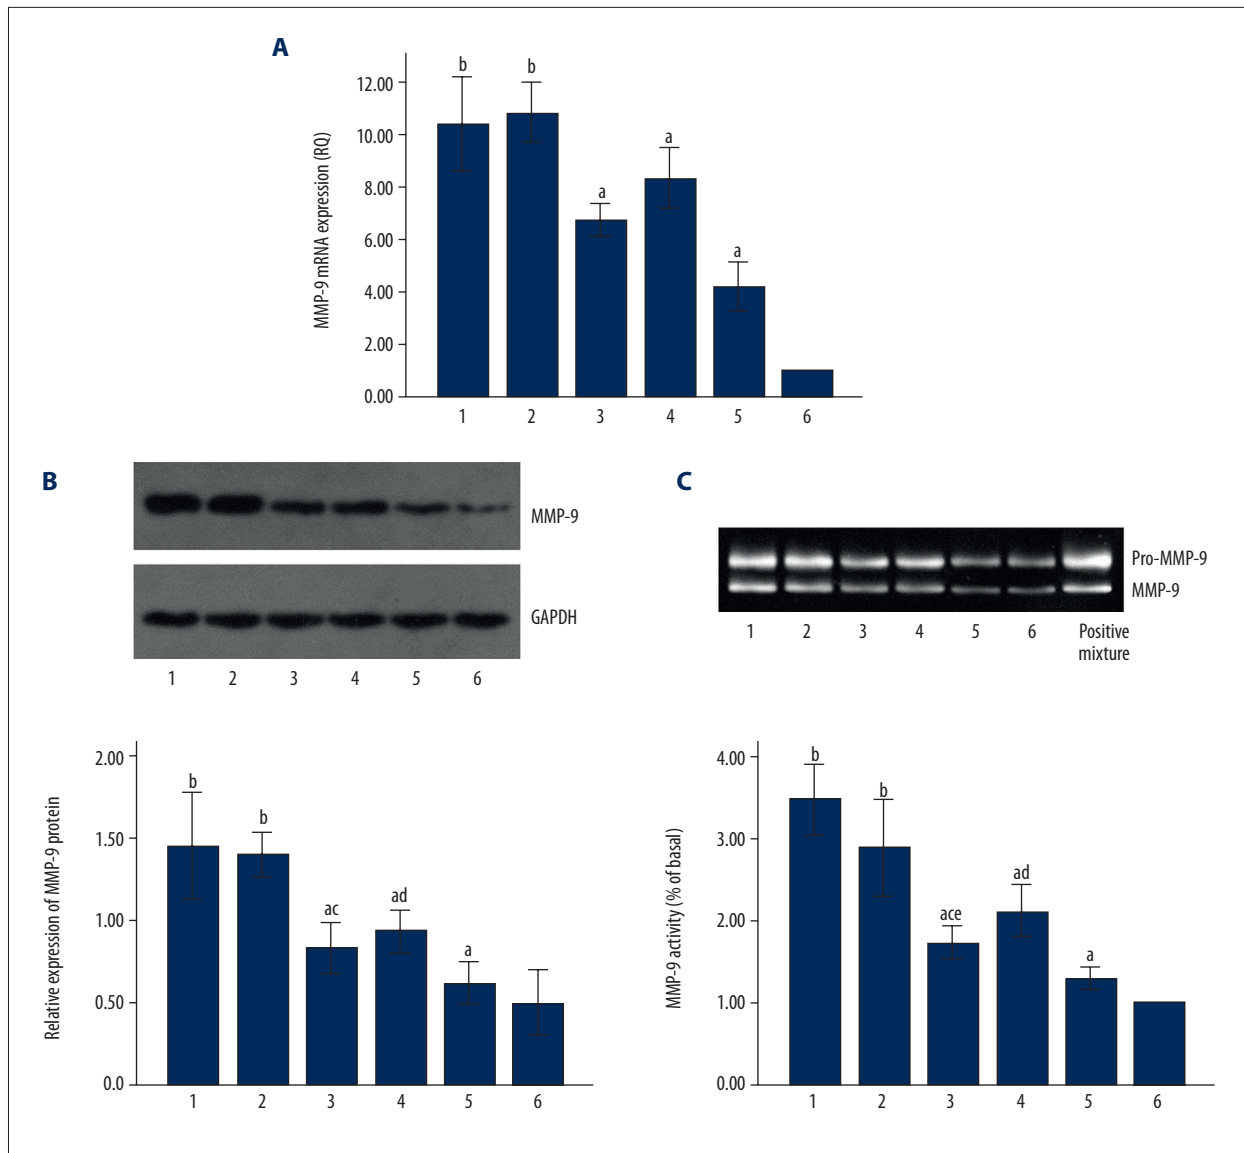 A
MMP-9 mRNA expression (RQ)
12.00
10.00
8.00
6.00
4.00
2.00
0.00
b
b
a
a
a
1 2 3 4 5 6
B
MMP-9
GAPDH
1 2 3 4 5 6
Relative expression of MMP-9 protein
2.00
1.50
1.00
0.50
0.0
b
b
ac
ad
a
1 2 3 4 5 6
C
Pro-MMP-9
MMP-9
1 2 3 4 5 6 Positive
mixture
MMP-9 activity (% of basal)
4.00
3.00
2.00
1.00
0.00
b
b
ace
ad
a
1 2 3 4 5 6